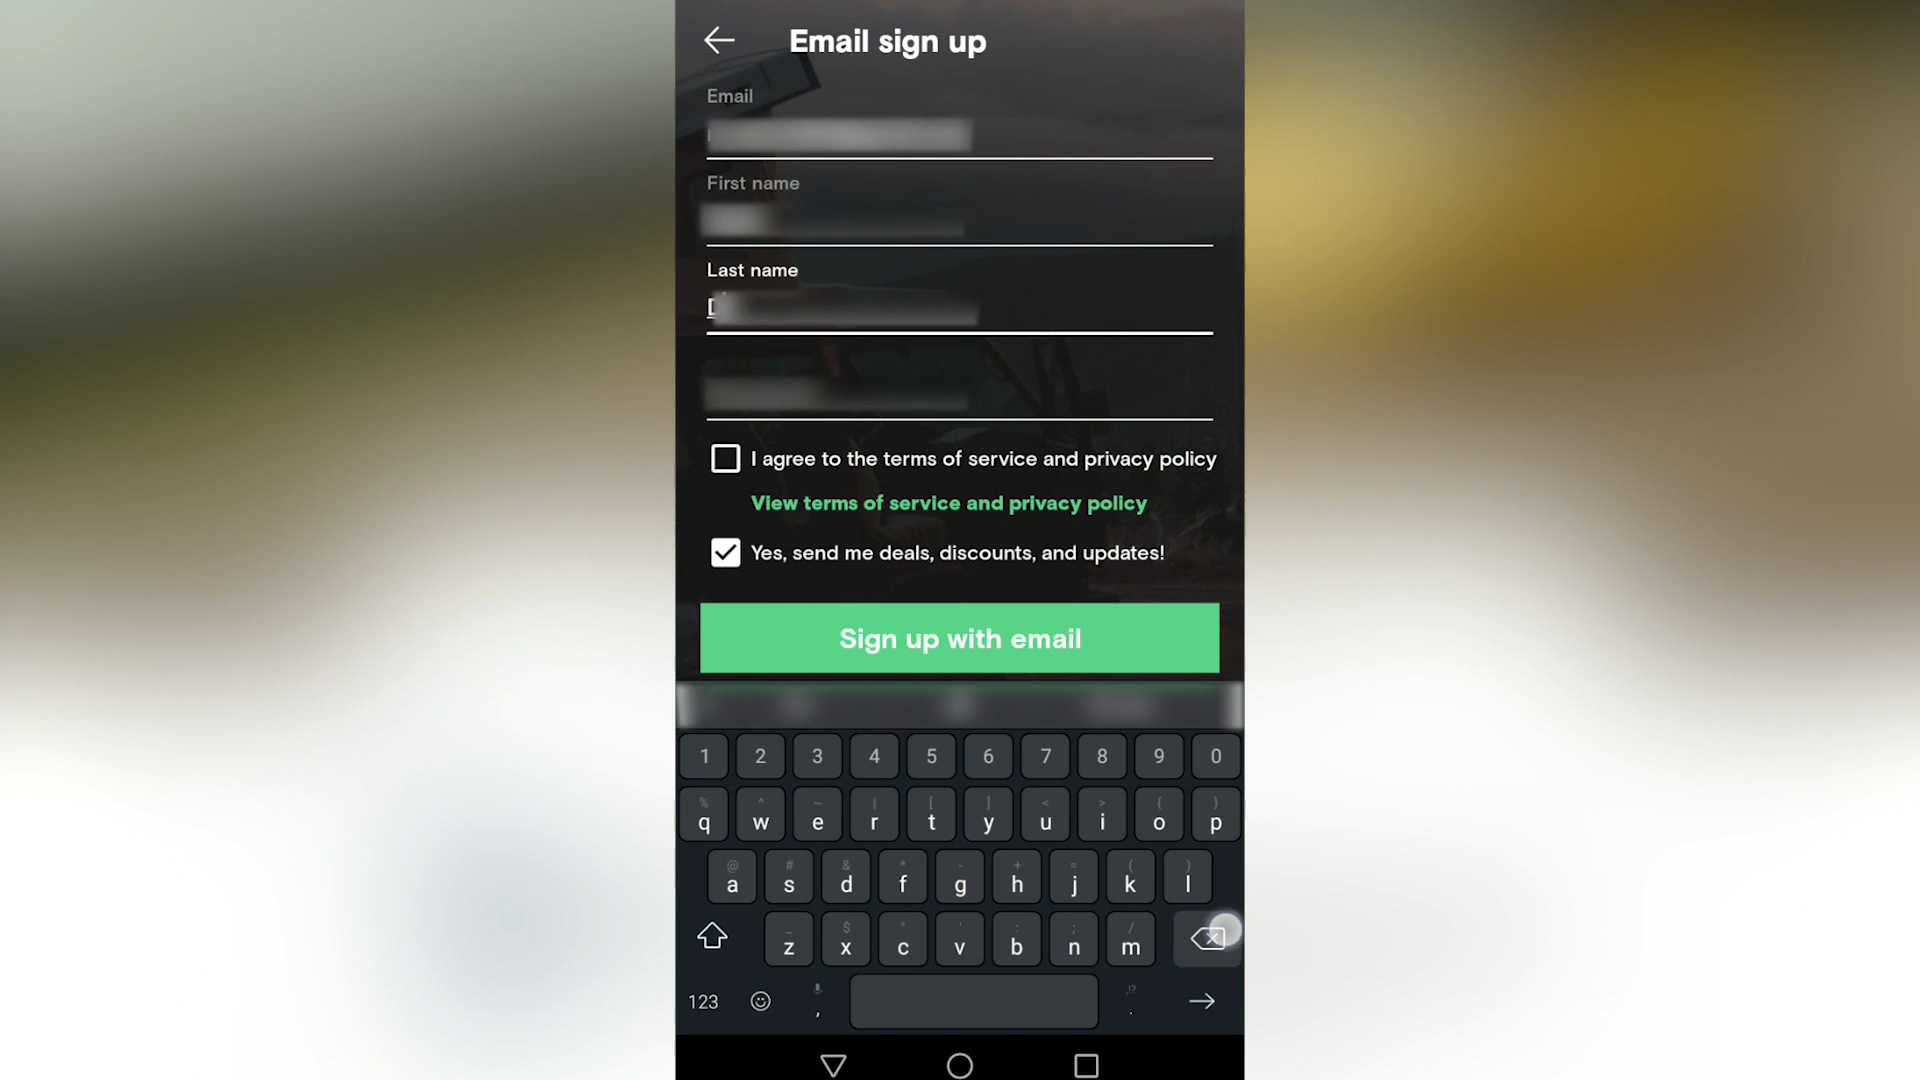 Email sign up
Email
First name
Last name
D
I agree to the terms of service and privacy policy
View terms of service and privacy policy
Yes, send me deals, discounts, and updates!
Sign up with email
1 2 3 4 5 6 7 8 9 0
% ^ ~ | [ ] < > { }
q w e r t y u i o p
@ # & * - + = ( )
a s d f g h j k l
_ $ " ' : ; /
z x c v b n m
123 , ,!? .